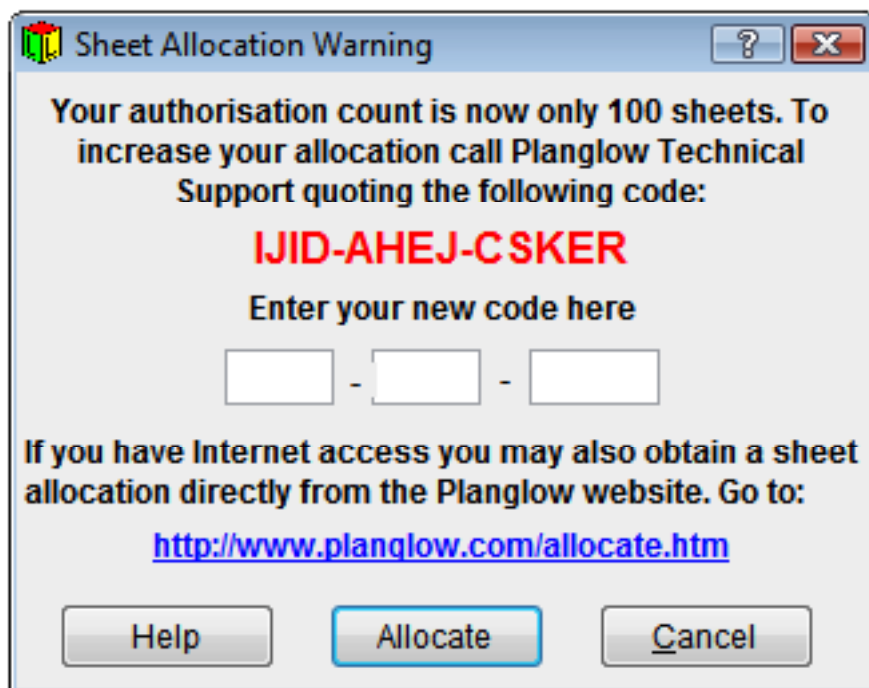 Sheet Allocation Warning
Your authorisation count is now only 100 sheets. To
increase your allocation call Planglow Technical
Support quoting the following code:
IJID-AHEJ-CSKER
Enter your new code here
- -
If you have Internet access you may also obtain a sheet
allocation directly from the Planglow website. Go to:
http://www.planglow.com/allocate.htm
Help Allocate Cancel